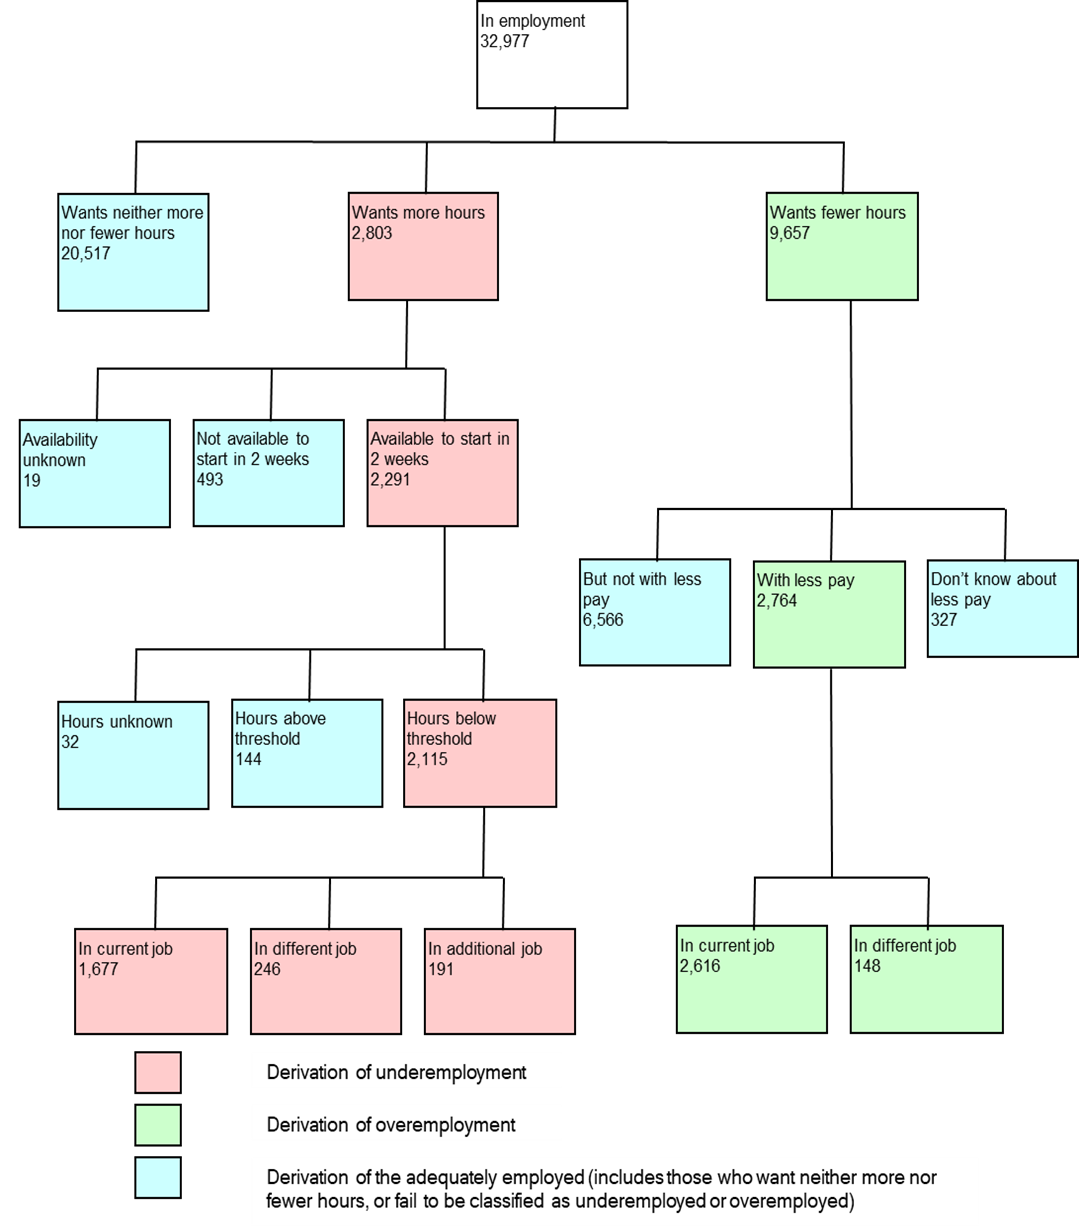 In employment
32,977
Wants neither more
nor fewer hours
20,517
Wants more hours
2,803
Wants fewer hours
9,657
Availability
unknown
19
Not available to
start in 2 weeks
493
Available to start in
2 weeks
2,291
But not with less
pay
6,566
With less pay
2,764
Don't know about
less pay
327
Hours unknown
32
Hours above
threshold
144
Hours below
threshold
2,115
In current job
1,677
In different job
246
In additional job
191
In current job
2,616
In different job
148
Derivation of underemployment
Derivation of overemployment
Derivation of the adequately employed (includes those who want neither more nor
fewer hours, or fail to be classified as underemployed or overemployed)